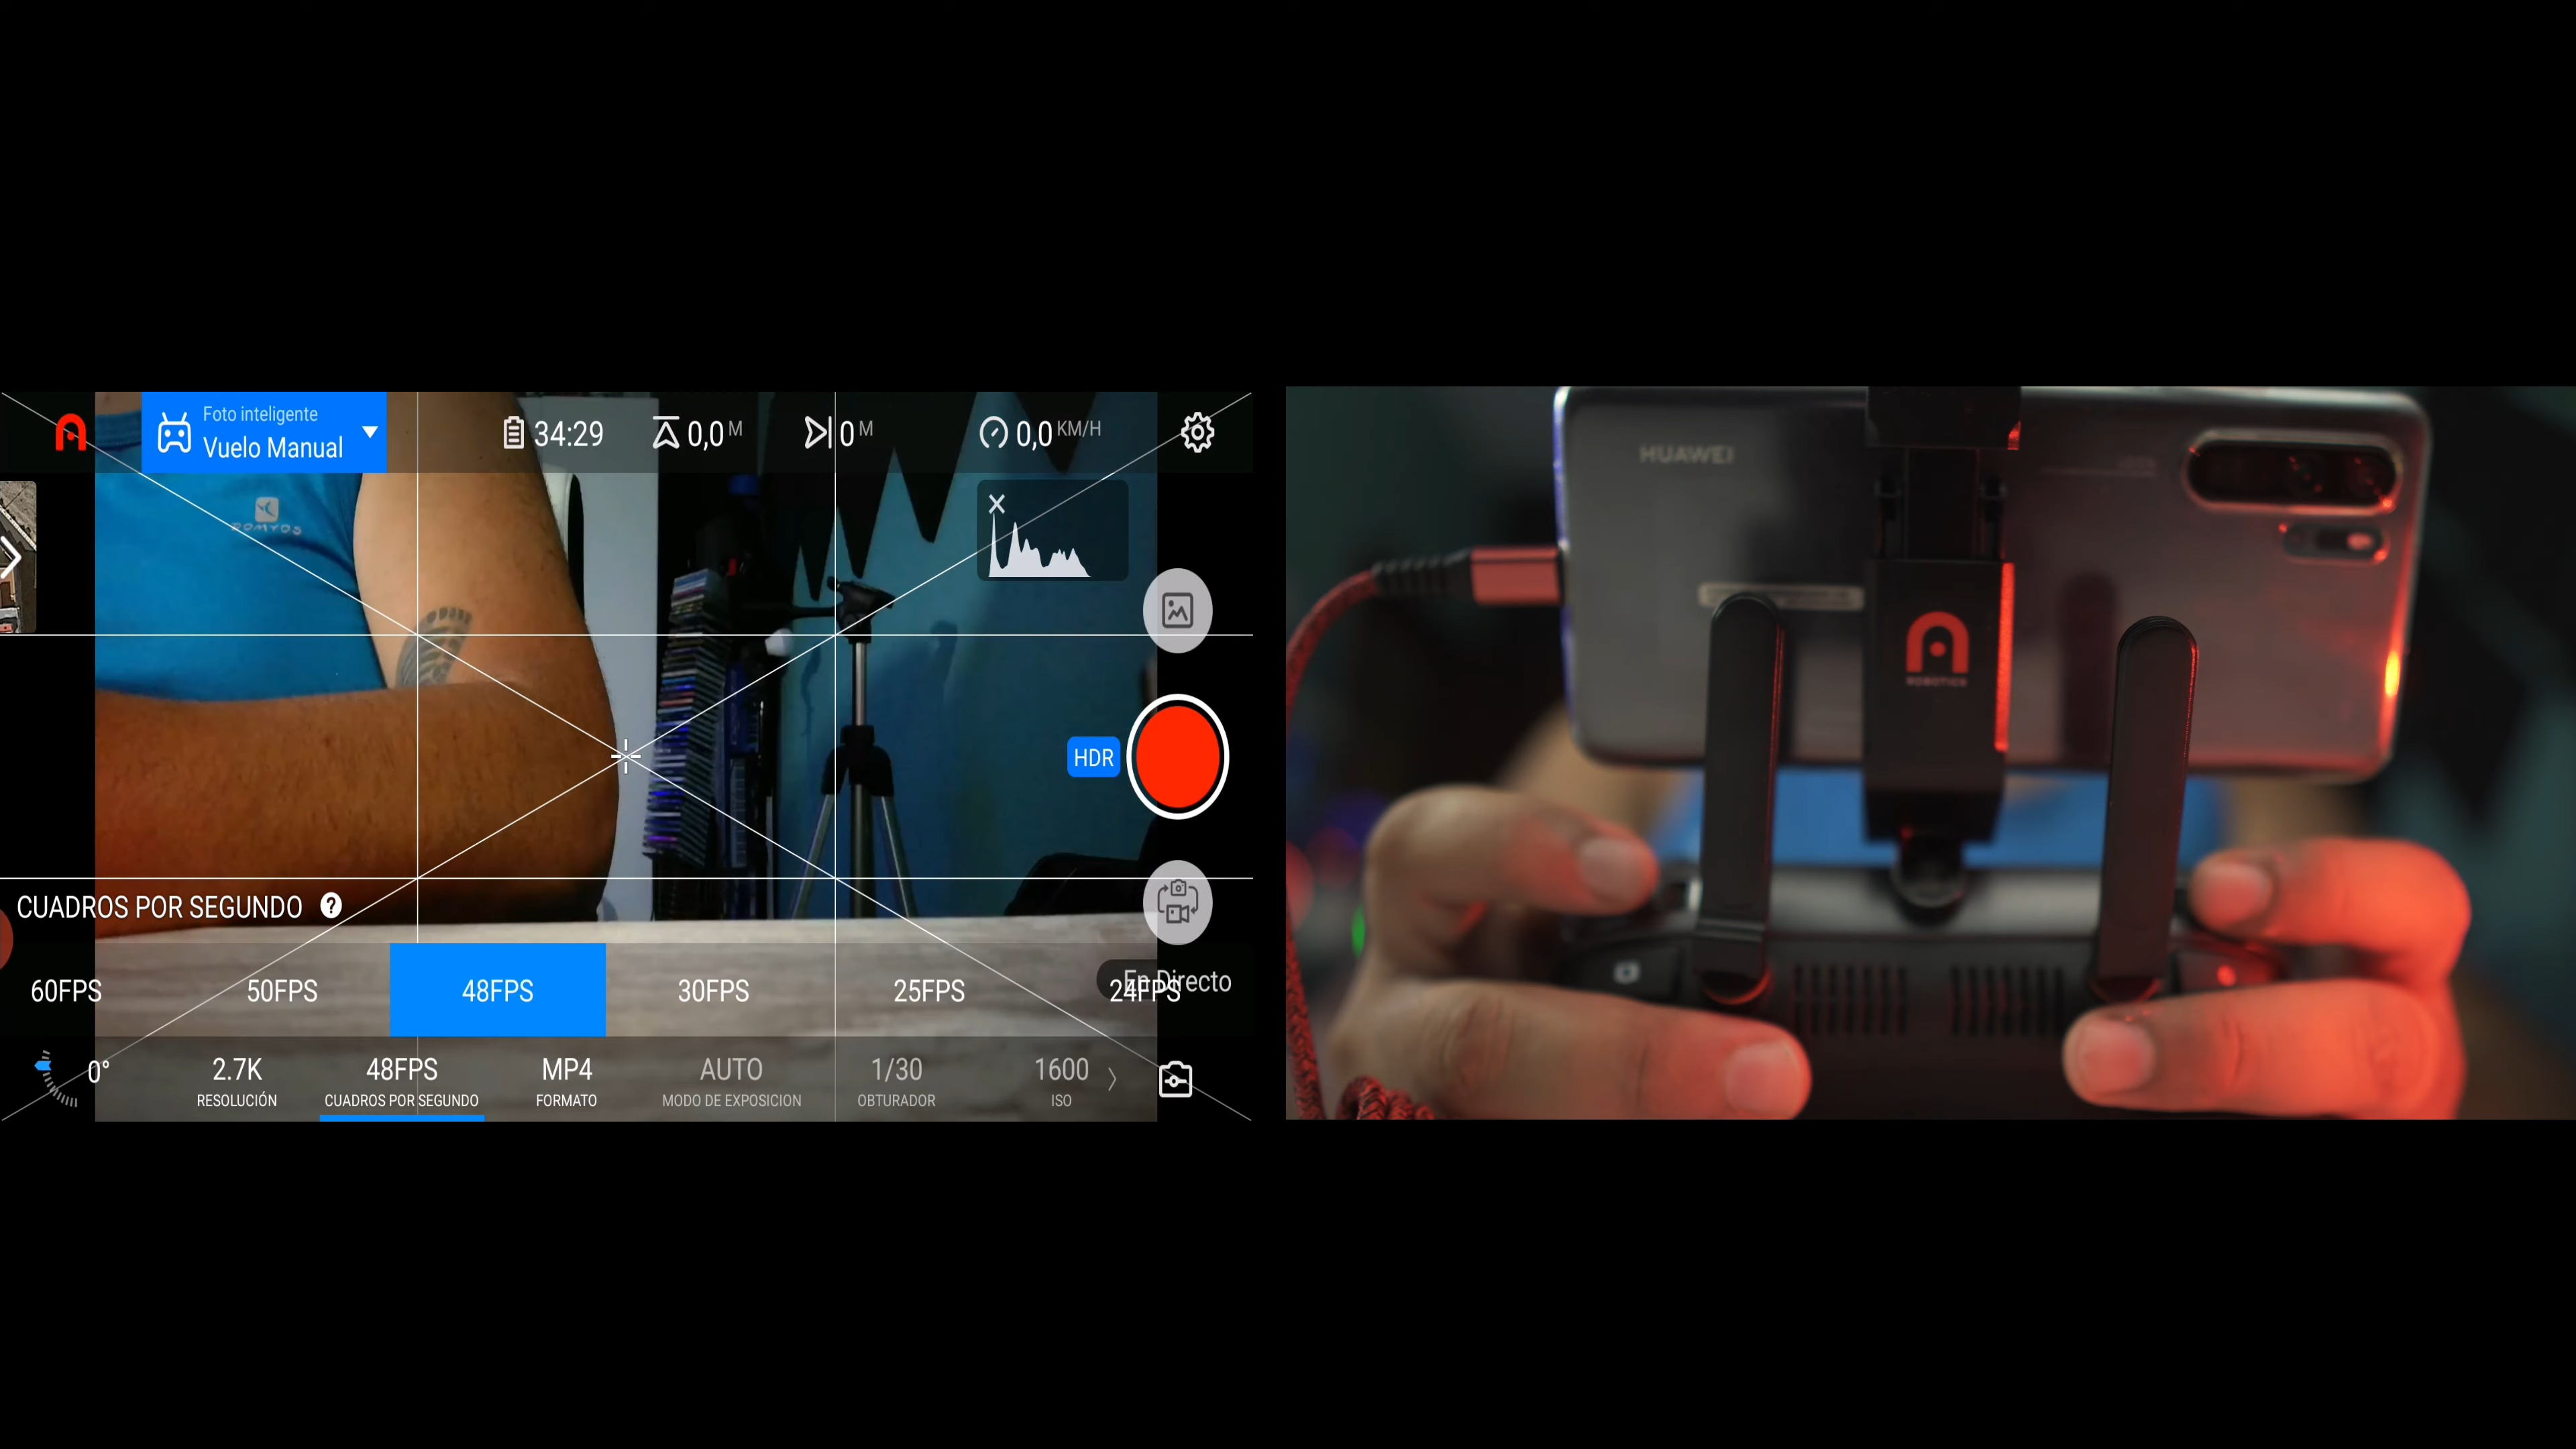 Foto inteligente
Vuelo Manual
34:29
0,0 M
0 M
0,0 KM/H
DOMYOS
HDR
CUADROS POR SEGUNDO ?
60FPS
50FPS
48FPS
30FPS
25FPS
24FPS
En Directo
0°
2.7K
RESOLUCIÓN
48FPS
CUADROS POR SEGUNDO
MP4
FORMATO
AUTO
MODO DE EXPOSICION
1/30
OBTURADOR
1600
ISO
HUAWEI
ROBOTICS